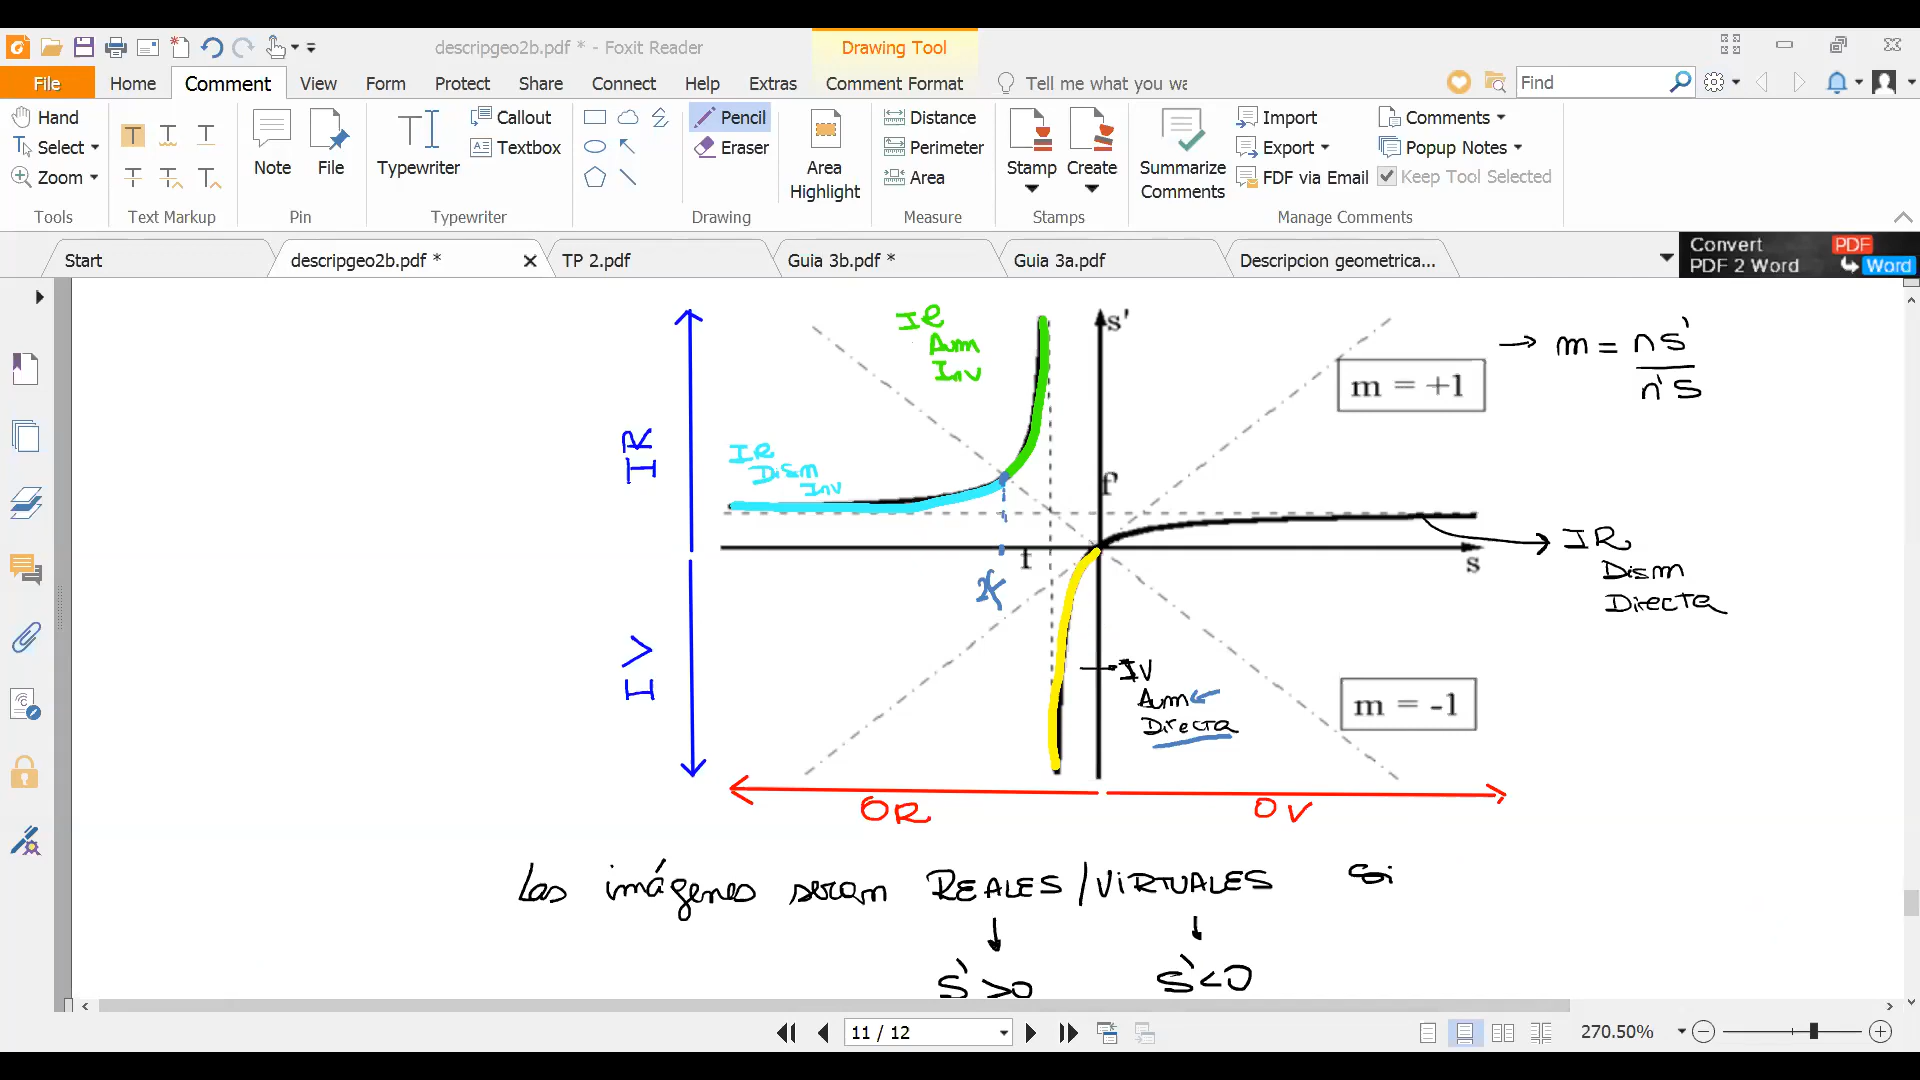 descripgeo2b.pdf * - Foxit Reader
Drawing Tool
File
Home
Comment
View
Form
Protect
Share
Connect
Help
Extras
Comment Format
Tell me what you wa
Find
Hand
Select
Zoom
Tools
Text Markup
Note
File
Pin
Typewriter
Callout
Textbox
Typewriter
Pencil
Eraser
Drawing
Area Highlight
Distance
Perimeter
Area
Measure
Stamp
Create
Stamps
Summarize Comments
Import
Export
FDF via Email
Comments
Popup Notes
Keep Tool Selected
Manage Comments
Start
descripgeo2b.pdf *
TP 2.pdf
Guia 3b.pdf *
Guia 3a.pdf
Descripcion geometrica...
Convert PDF
PDF 2 Word Word
IR
Aum
Inv
s'
m = +1
→ m = ns'
n's
IR
IR
Dism
Inv
f'
f
s
IR
Dism
Directa
IV
IV
Aum
Directa
m = -1
OR
OV
Las imágenes seran REALES/VIRTUALES si
s'>0
s'<0
11 / 12
270.50%